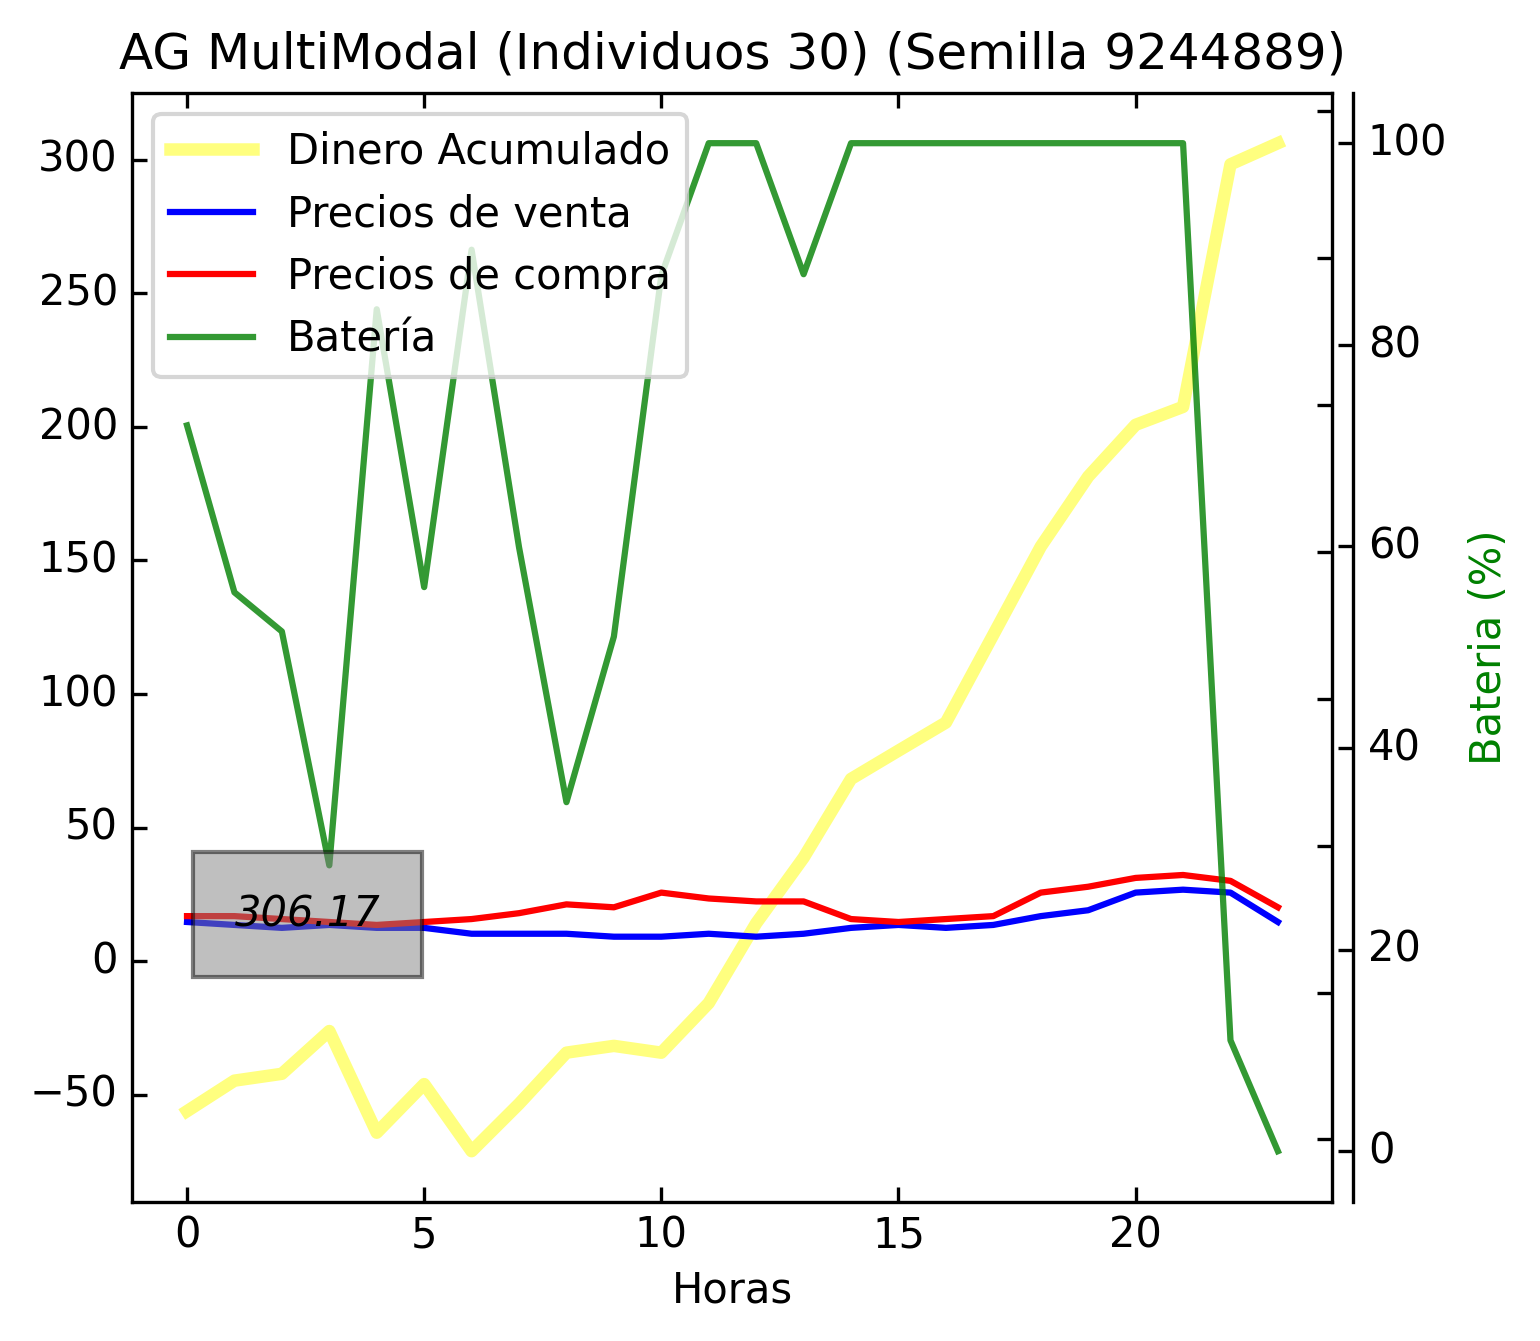 AG MultiModal (Individuos 30) (Semilla 9244889)
Dinero Acumulado
Precios de venta
Precios de compra
Batería
300
250
200
150
100
50
0
−50
306.17
100
80
60
40
20
0
Bateria (%)
0 5 10 15 20
Horas